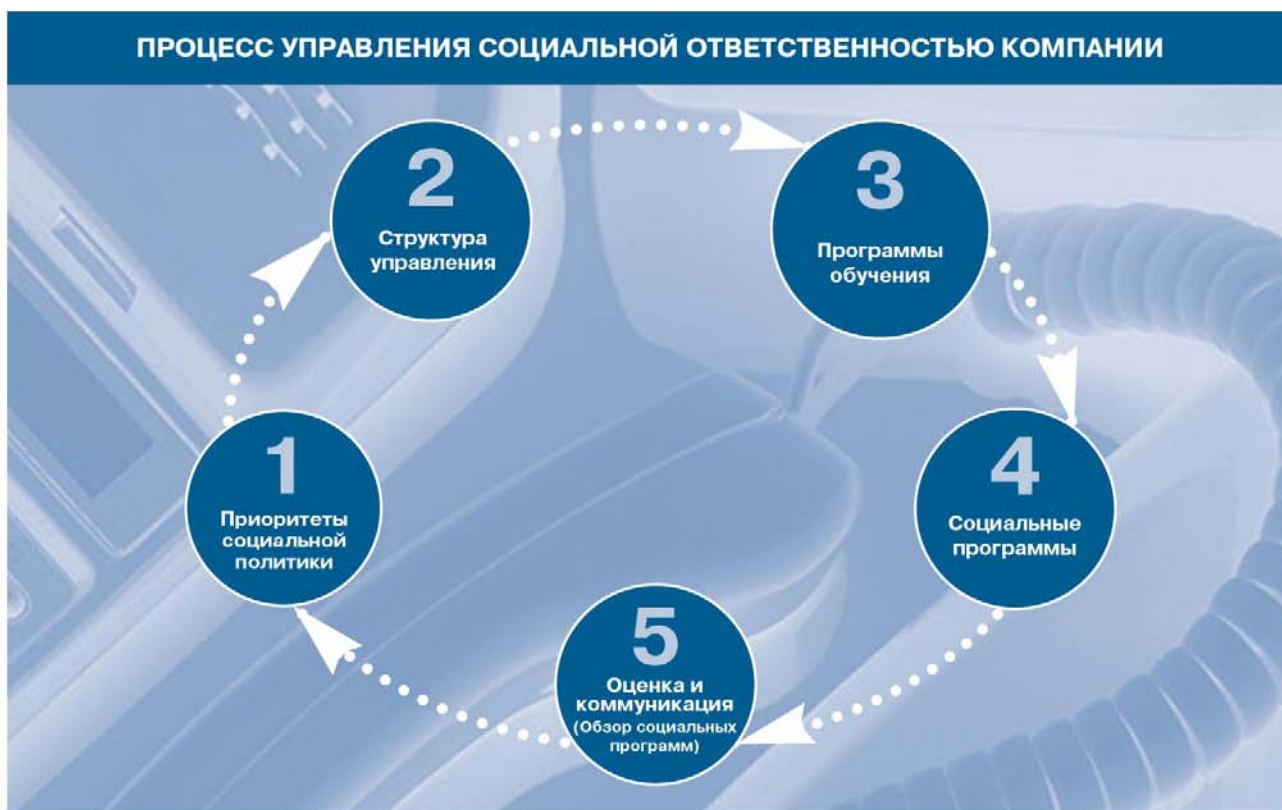 ПРОЦЕСС УПРАВЛЕНИЯ СОЦИАЛЬНОЙ ОТВЕТСТВЕННОСТЬЮ КОМПАНИИ
1
Приоритеты
социальной
политики
2
Структура
управления
3
Программы
обучения
4
Социальные
программы
5
Оценка и
коммуникация
(Обзор социальных
программ)